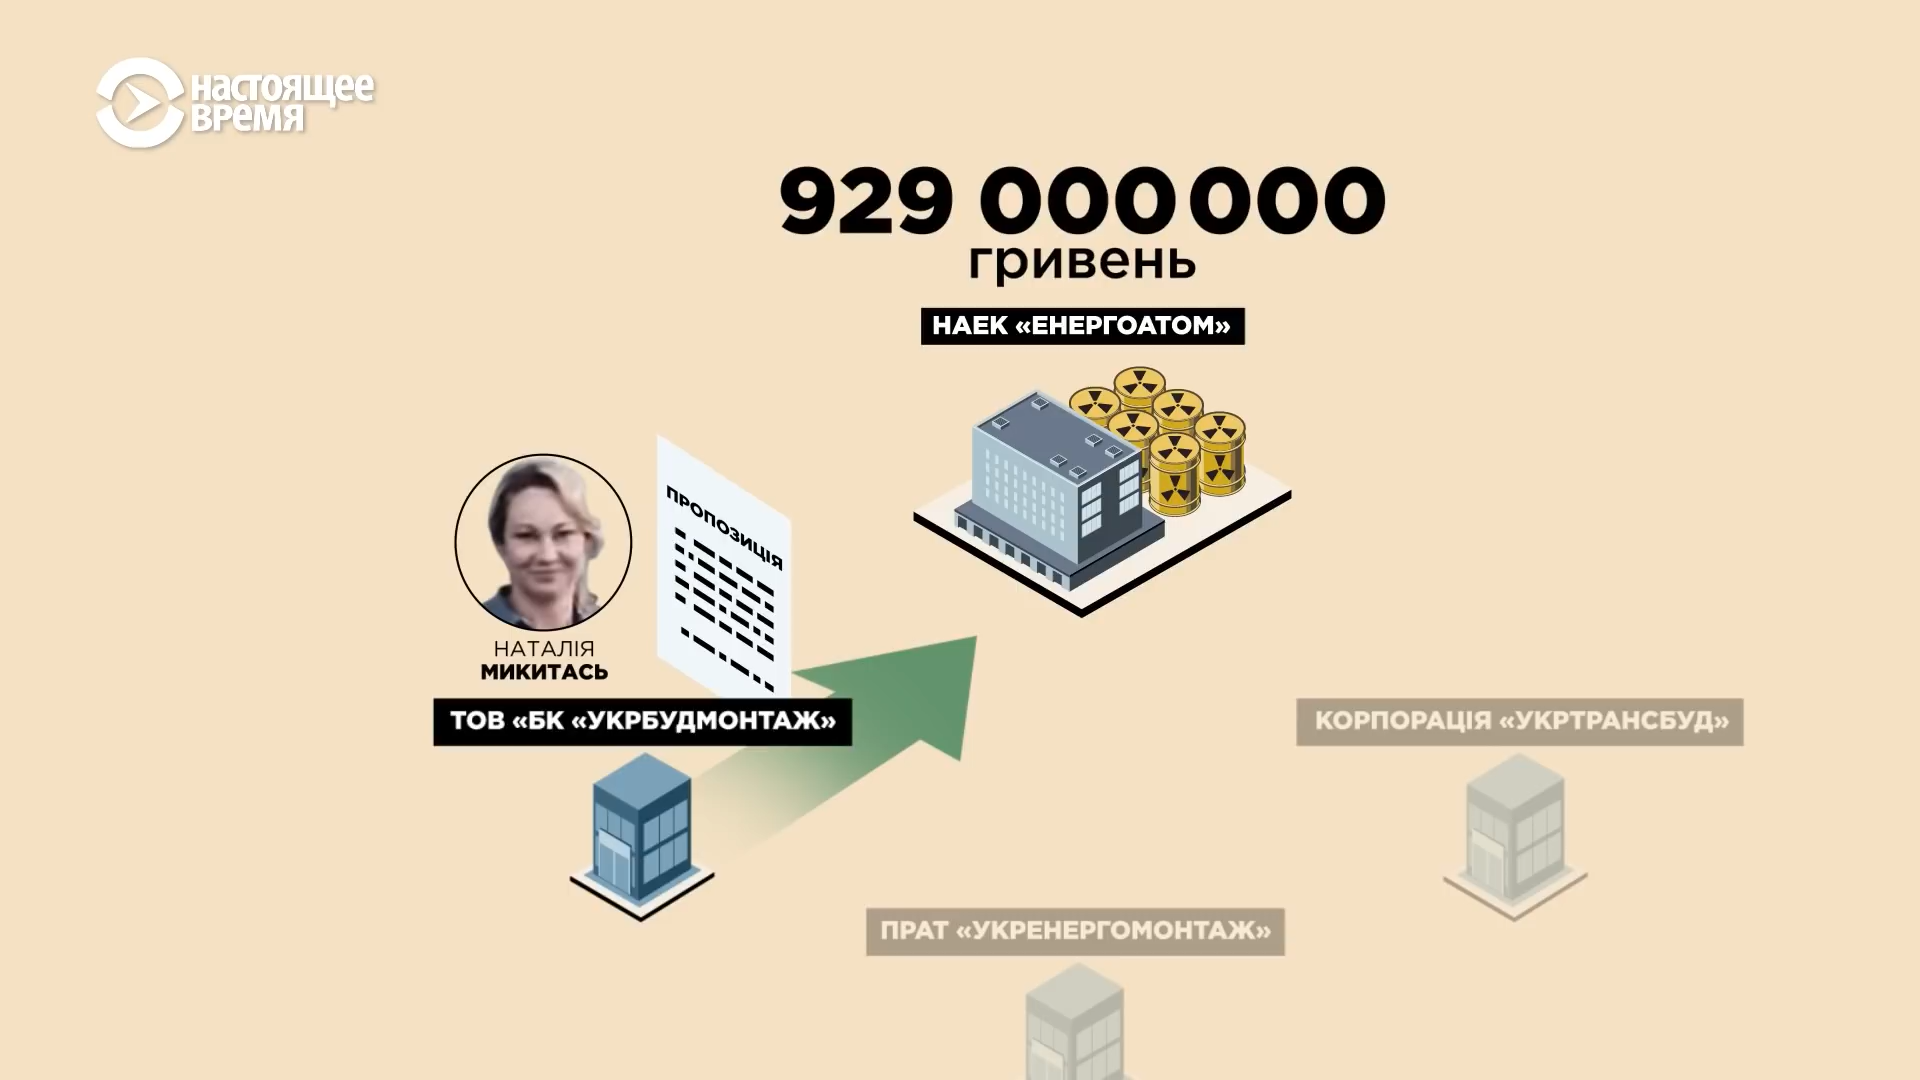 настоящее
время
929 000 000
гривень
НАЕК «ЕНЕРГОАТОМ»
ПРОПОЗИЦІЯ
НАТАЛІЯ
МИКИТАСЬ
ТОВ «БК «УКРБУДМОНТАЖ»
КОРПОРАЦІЯ «УКРТРАНСБУД»
ПРАТ «УКРЕНЕРГОМОНТАЖ»